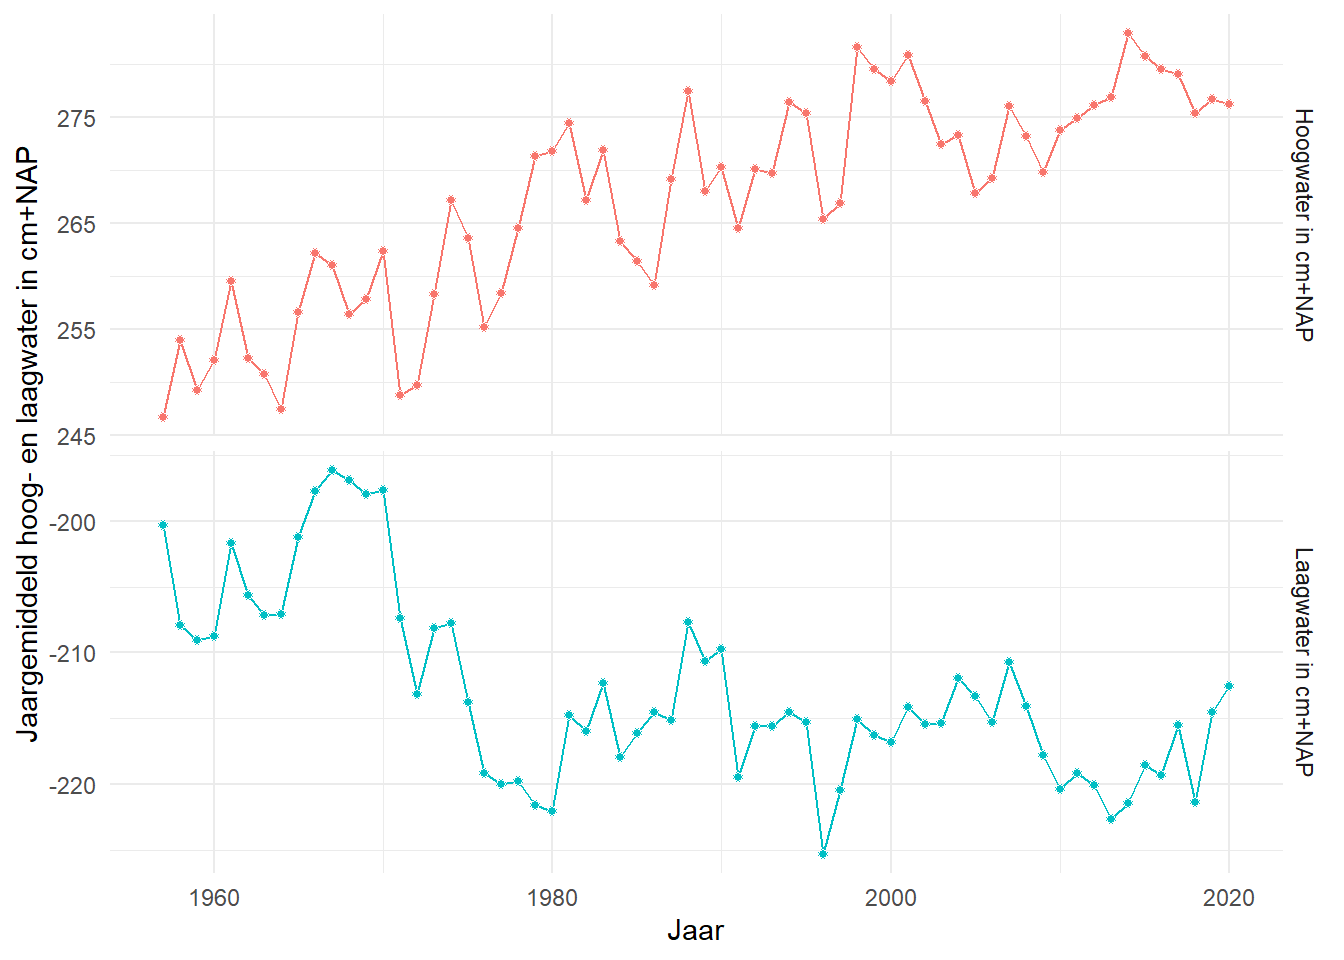 Jaargemiddeld hoog- en laagwater in cm+NAP
275
265
255
245
Hoogwater in cm+NAP
-200
-210
-220
Laagwater in cm+NAP
1960
1980
2000
2020
Jaar